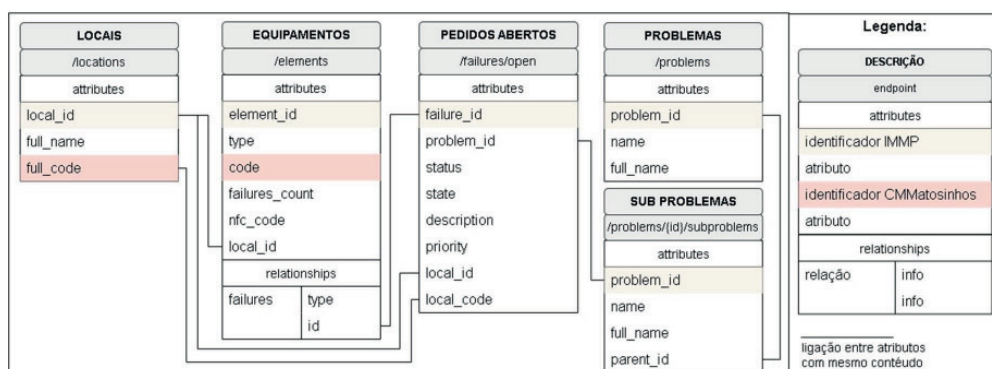 LOCAIS
/locations
attributes
local_id
full_name
full_code
EQUIPAMENTOS
/elements
attributes
element_id
type
code
failures_count
nfc_code
local_id
relationships
failures type
id
PEDIDOS ABERTOS
/failures/open
attributes
failure_id
problem_id
status
state
description
priority
local_id
local_code
PROBLEMAS
/problems
attributes
problem_id
name
full_name
SUB PROBLEMAS
/problems/{id}/subproblems
attributes
problem_id
name
full_name
parent_id
Legenda:
DESCRIÇÃO
endpoint
attributes
identificador IMMP
atributo
identificador CMMatosinhos
atributo
relationships
relação info
info
ligação entre atributos
com mesmo contéudo